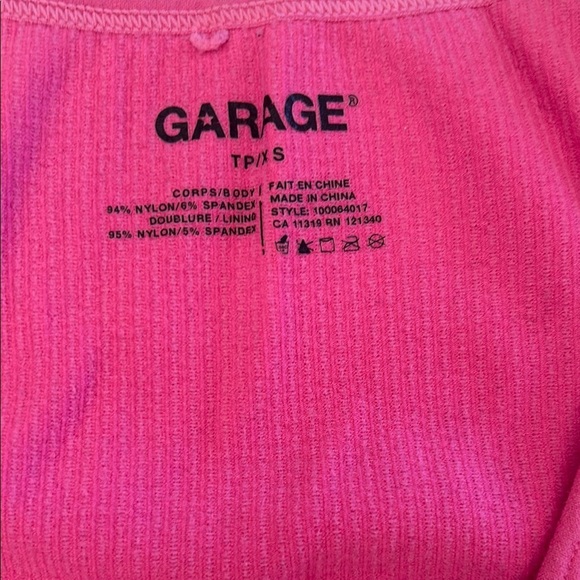 GARAGE®
TP/XS
CORPS/BODY
94% NYLON/6% SPANDEX
DOUBLURE / LINING
95% NYLON/5% SPANDEX
FAIT EN CHINE
MADE IN CHINA
STYLE: 100064017
CA 11319 RN 121340